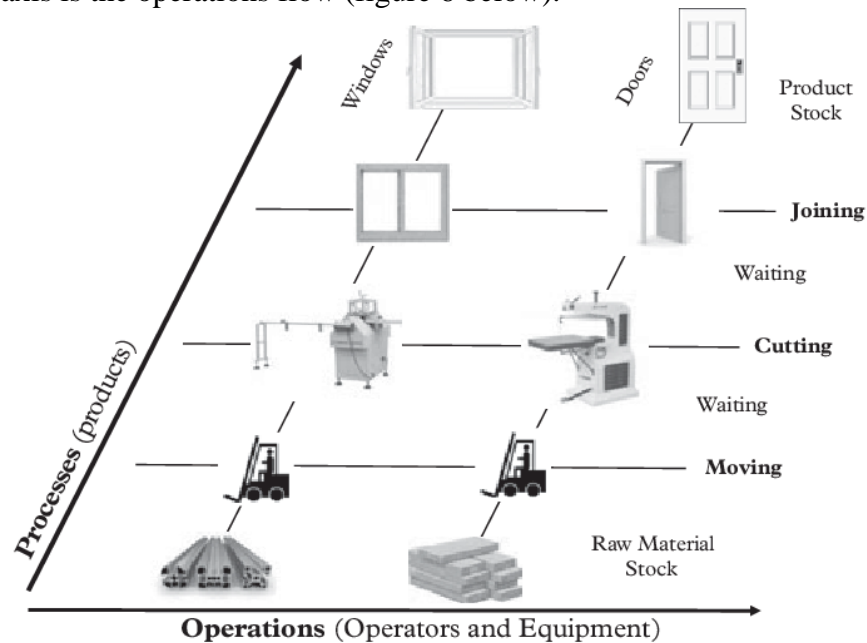 is the operations flow (figure 6 below).
Windows
Doors
Product
Stock
Joining
Waiting
Cutting
Waiting
Moving
Raw Material
Stock
Processes (products)
Operations (Operators and Equipment)